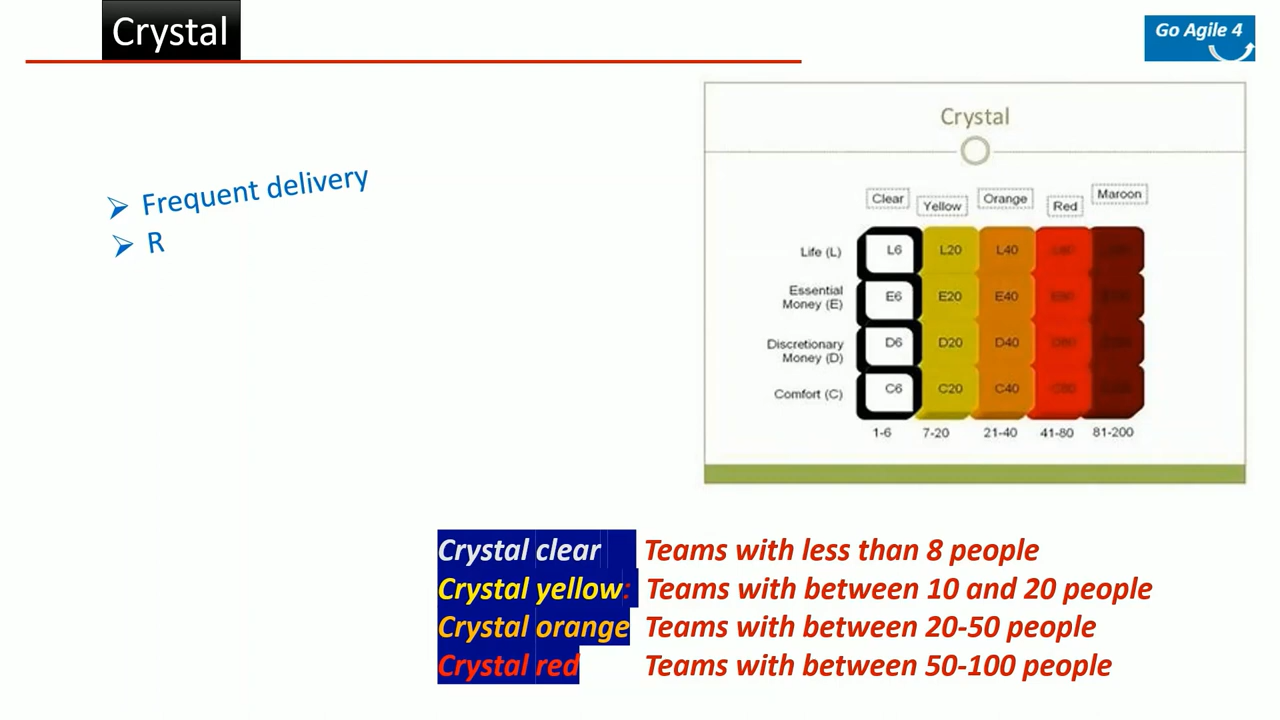 Crystal
Go Agile 4
➢ Frequent delivery
➢ R
Crystal
Clear Yellow Orange Red Maroon
Life (L) L6 L20 L40
Essential
Money (E) E6 E20 E40
Discretionary
Money (D) D6 D20 D40
Comfort (C) C6 C20 C40
1-6 7-20 21-40 41-80 81-200
Crystal clear Teams with less than 8 people
Crystal yellow: Teams with between 10 and 20 people
Crystal orange Teams with between 20-50 people
Crystal red Teams with between 50-100 people